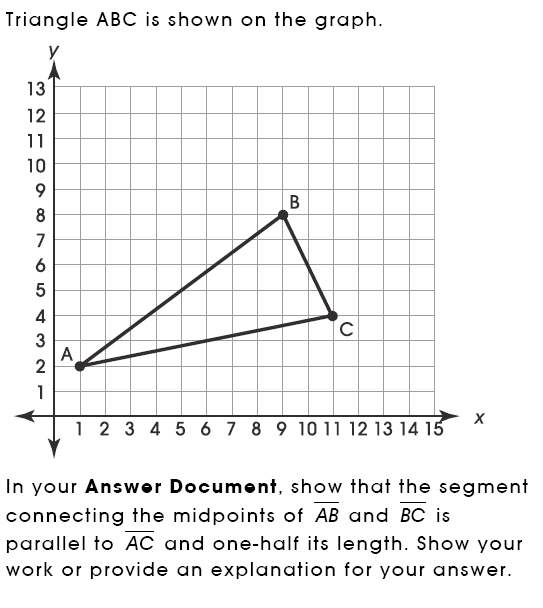 Triangle ABC is shown on the graph.
y
13
12
11
10
9
8
7
6
5
4
3
2
1
B
A
C
1 2 3 4 5 6 7 8 9 10 11 12 13 14 15
x
In your Answer Document, show that the segment
connecting the midpoints of AB and BC is
parallel to AC and one-half its length. Show your
work or provide an explanation for your answer.